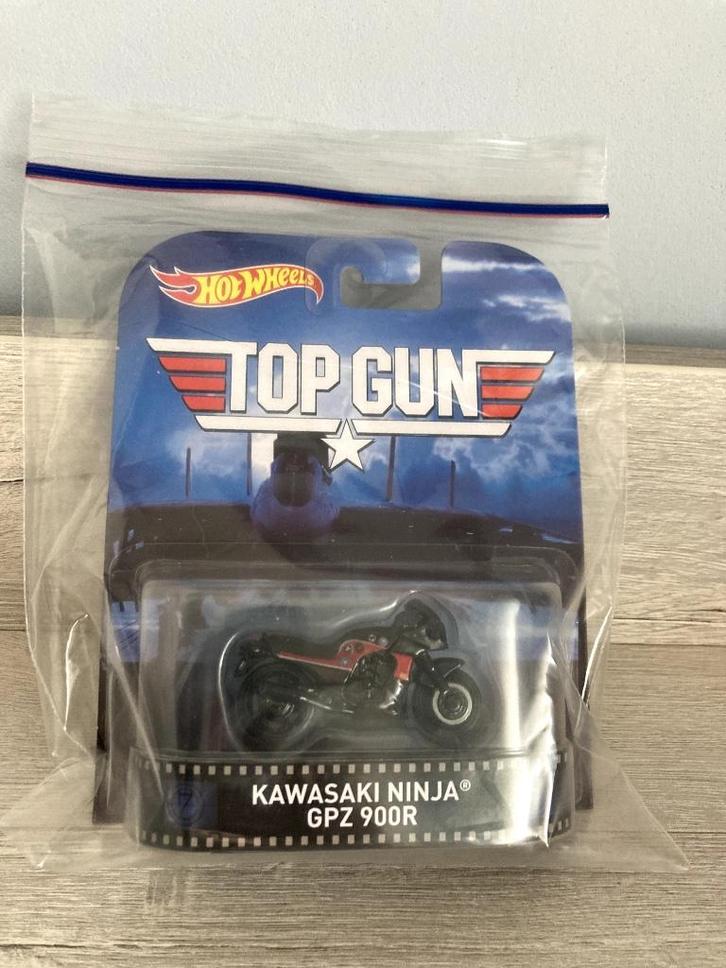 HOT WHEELS
TOP GUN
KAWASAKI NINJA®
GPZ 900R